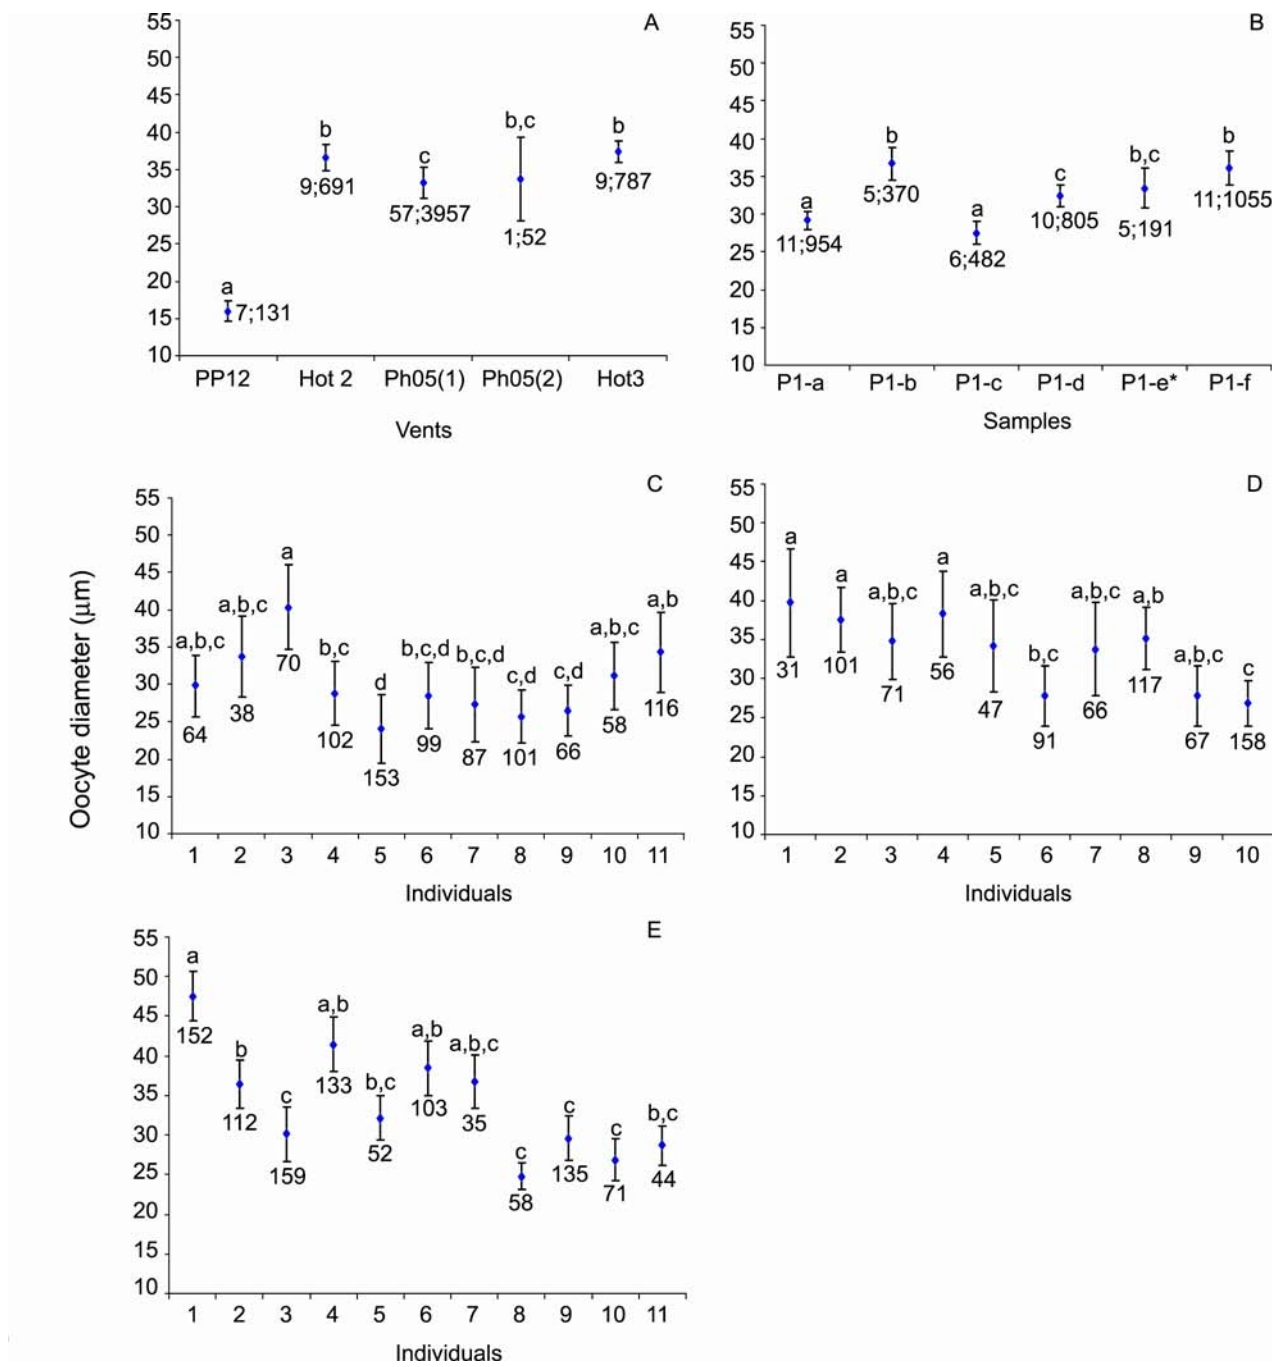 A
55
50
45
40
35
30
25
20
15
10
a
7;131
b
9;691
c
57;3957
b,c
1;52
b
9;787
PP12 Hot 2 Ph05(1) Ph05(2) Hot3
Vents
B
55
50
45
40
35
30
25
20
15
10
a
11;954
b
5;370
a
6;482
c
10;805
b,c
5;191
b
11;1055
P1-a P1-b P1-c P1-d P1-e* P1-f
Samples
Oocyte diameter (µm)
C
55
50
45
40
35
30
25
20
15
10
a,b,c
64
a,b,c
38
a
70
b,c
102
d
153
b,c,d
99
b,c,d
87
c,d
101
c,d
66
a,b,c
58
a,b
116
1 2 3 4 5 6 7 8 9 10 11
Individuals
D
55
50
45
40
35
30
25
20
15
10
a
31
a
101
a,b,c
71
a
56
a,b,c
47
b,c
91
a,b,c
66
a,b
117
a,b,c
67
c
158
1 2 3 4 5 6 7 8 9 10
Individuals
E
55
50
45
40
35
30
25
20
15
10
a
152
b
112
c
159
a,b
133
b,c
52
a,b
103
a,b,c
35
c
58
c
135
c
71
b,c
44
1 2 3 4 5 6 7 8 9 10 11
Individuals